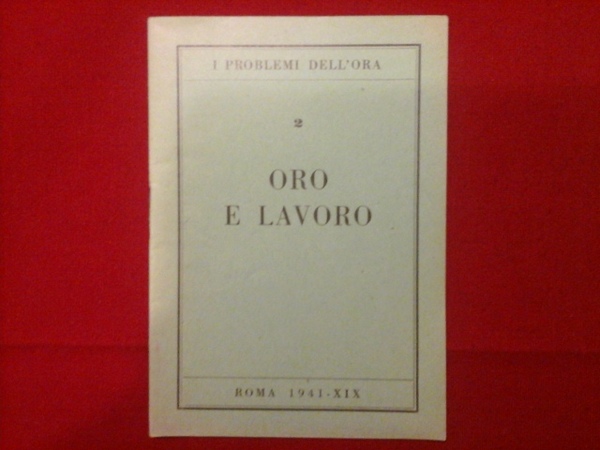 I PROBLEMI DELL'ORA
2
ORO
E LAVORO
ROMA 1941-XIX